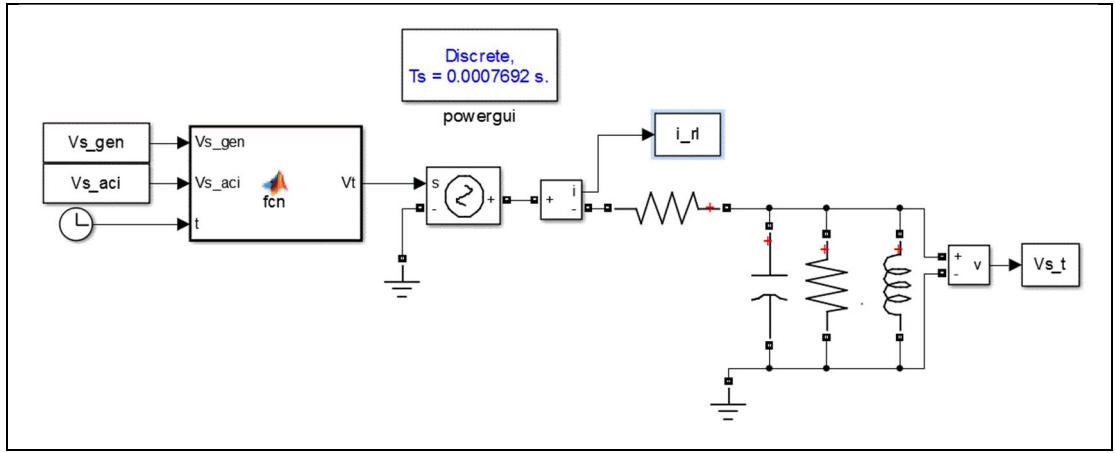 Discrete,
Ts = 0.0007692 s.
powergui
Vs_gen
Vs_aci
Vs_gen
Vs_aci
t
fcn
Vt
s
-
+
+
i
-
i_rl
+
+
+
+
+
-
v
Vs_t